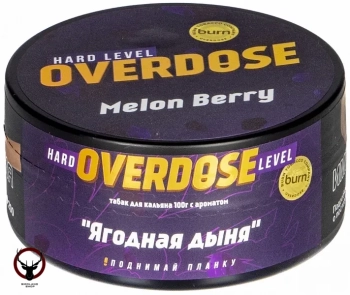 HARD LEVEL
OVERDOSE
burn
Melon Berry
HARD OVERDOSE LEVEL
табак для кальяна 100г с ароматом
burn
"Ягодная дыня"
!ПОДНИМАЙ ПЛАНКУ